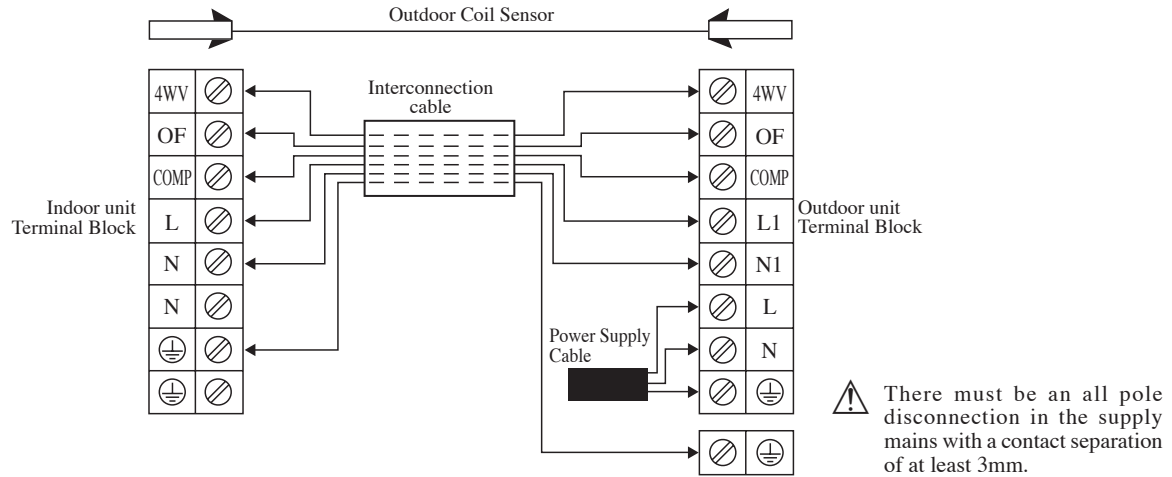 Outdoor Coil Sensor
Interconnection
cable
Indoor unit
Terminal Block
4WV
OF
COMP
L
N
N
4WV
OF
COMP
L1
N1
L
N
Outdoor unit
Terminal Block
Power Supply
Cable
There must be an all pole
disconnection in the supply
mains with a contact separation
of at least 3mm.